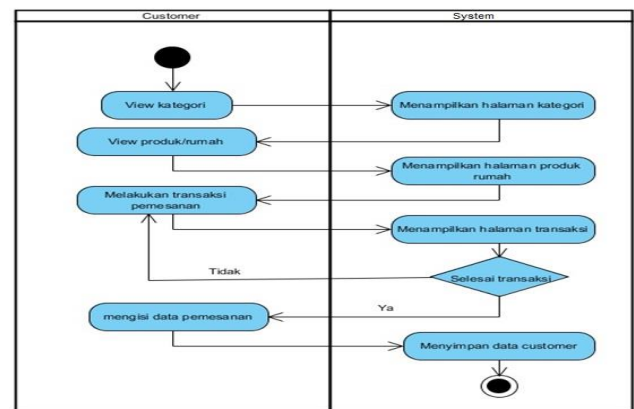 Customer
System
View kategori
Menampilkan halaman kategori
View produk/rumah
Menampilkan halaman produk
rumah
Melakukan transaksi
pemesanan
Menampilkan halaman transaksi
Selesai transaksi
Tidak
Ya
mengisi data pemesanan
Menyimpan data customer